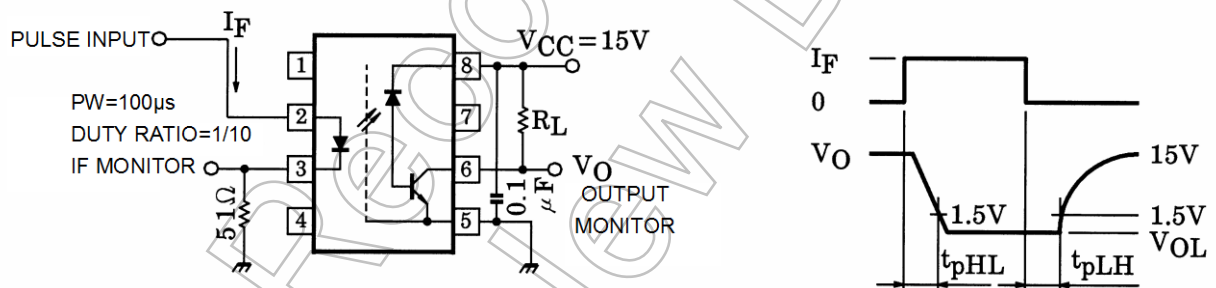 PULSE INPUT
IF
VCC=15V
1
8
PW=100µs
DUTY RATIO=1/10
IF MONITOR
2
7
RL
3
6
VO
OUTPUT
MONITOR
51Ω
0.1
µF
4
5
IF
0
VO
15V
1.5V
1.5V
VOL
tpHL
tpLH